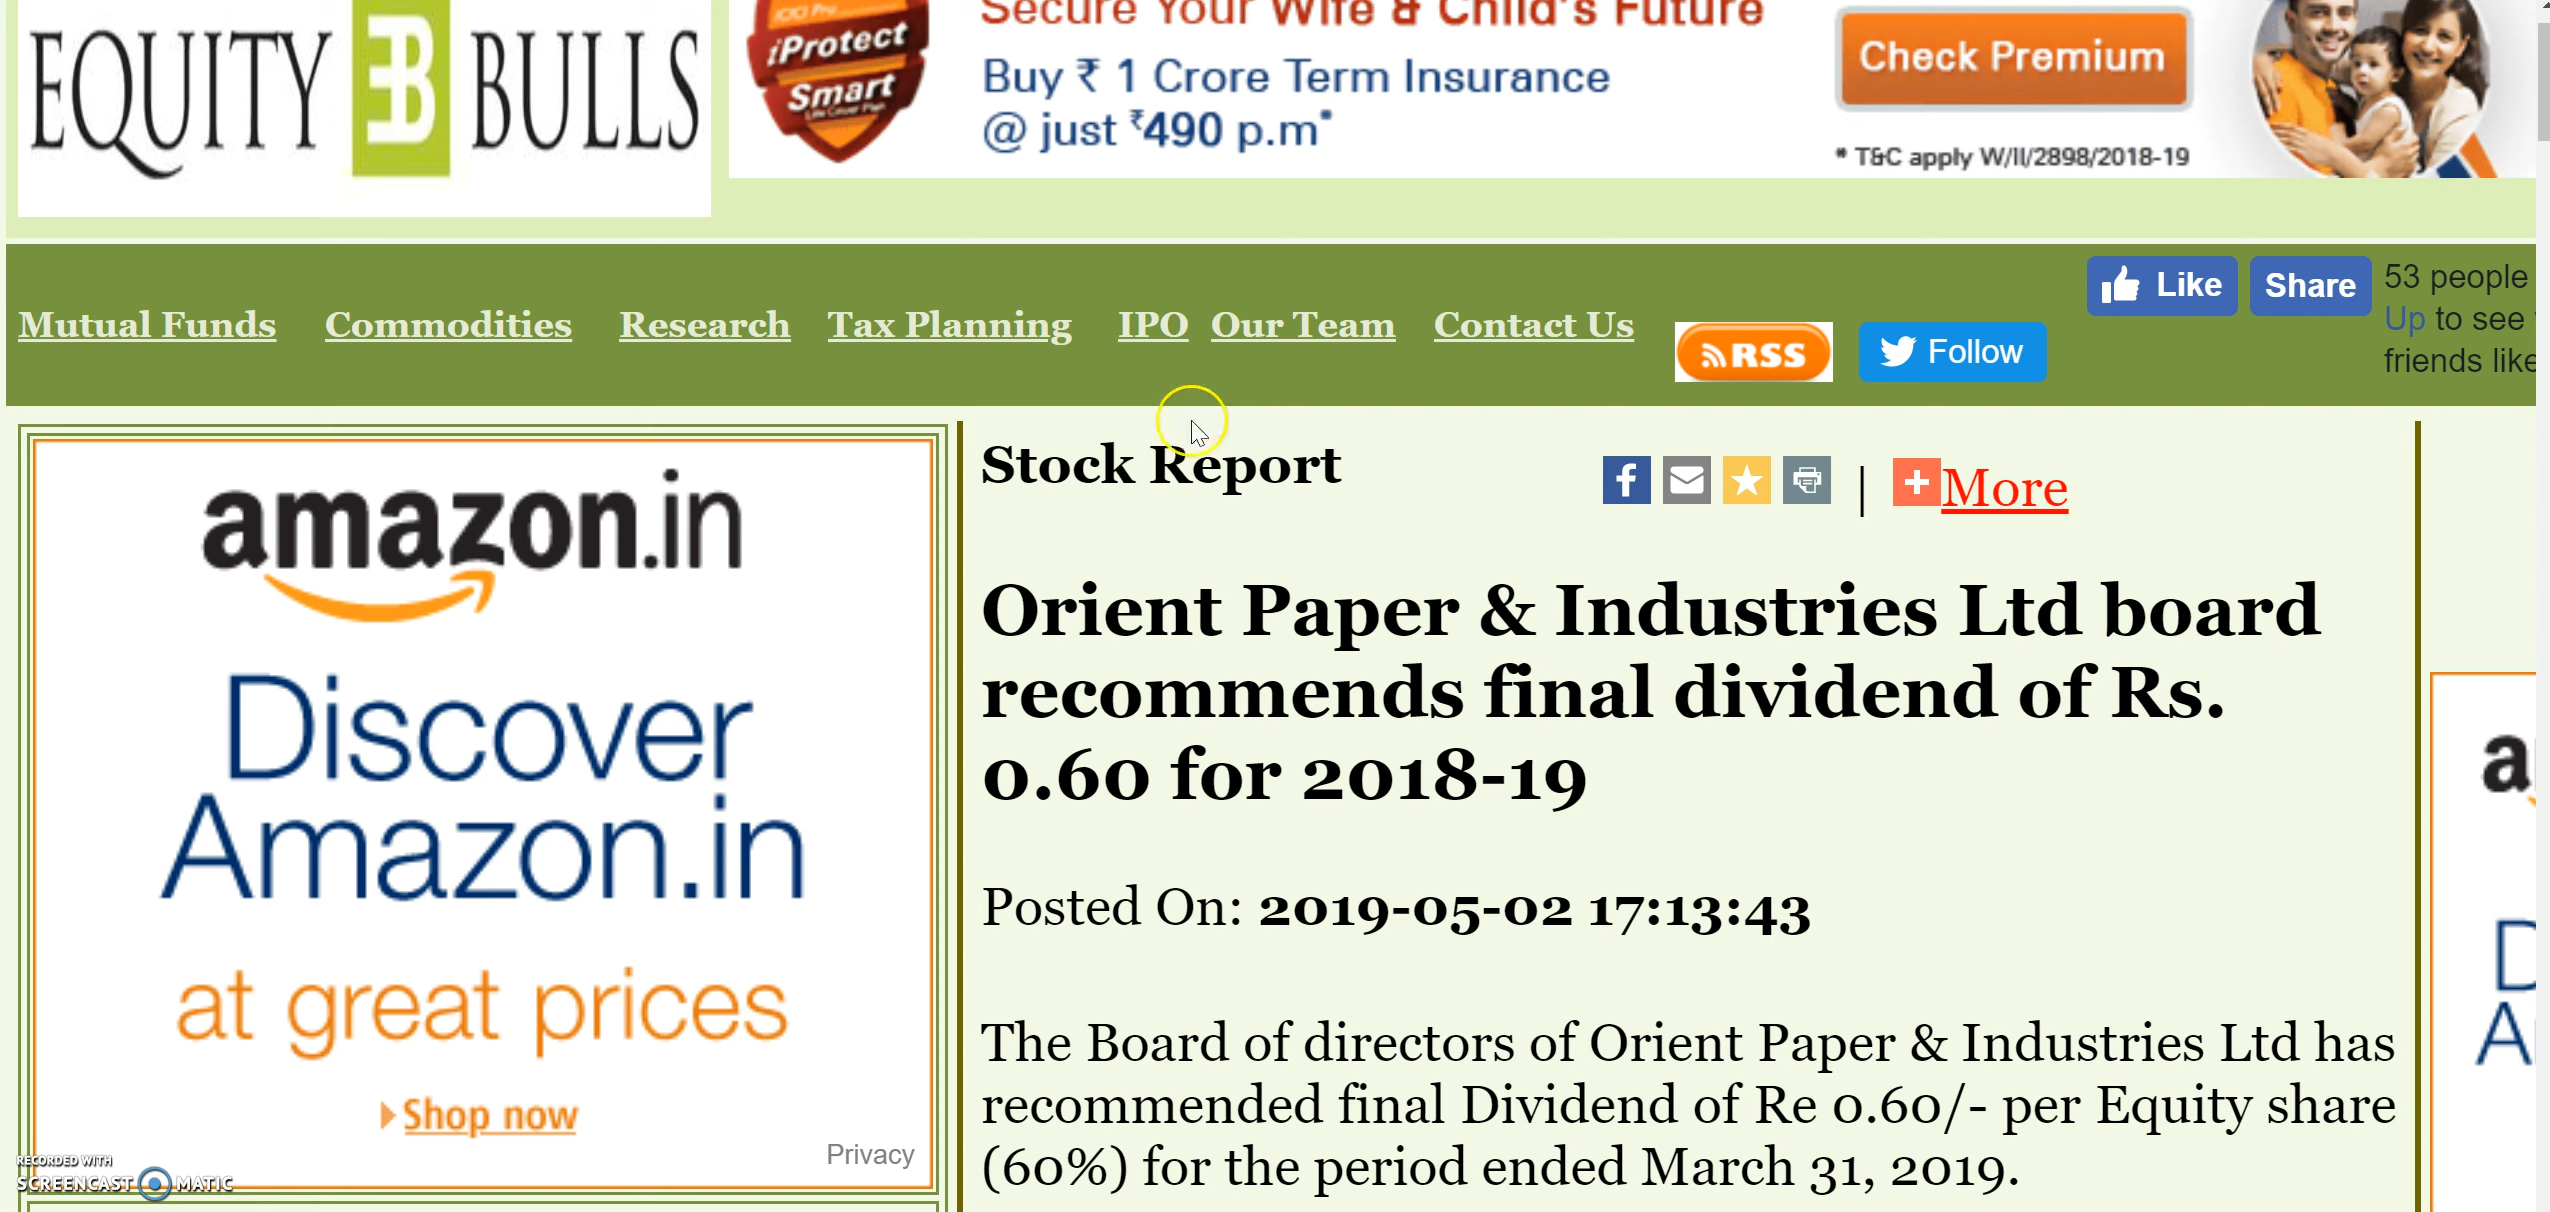 EQUITY BULLS
iProtect
Smart
Secure Your Wife & Child's Future
Buy ₹ 1 Crore Term Insurance
@ just ₹490 p.m*
Check Premium
* T&C apply W/II/2898/2018-19
Mutual Funds Commodities Research Tax Planning IPO Our Team Contact Us
RSS
Follow
Like
Share
53 people
Up to see
friends like
amazon.in
Discover
Amazon.in
at great prices
Shop now
Privacy
RECORDED WITH
SCREENCAST MATIC
Stock Report
| More
Orient Paper & Industries Ltd board
recommends final dividend of Rs.
0.60 for 2018-19
Posted On: 2019-05-02 17:13:43
The Board of directors of Orient Paper & Industries Ltd has
recommended final Dividend of Re 0.60/- per Equity share
(60%) for the period ended March 31, 2019.
a
D
A